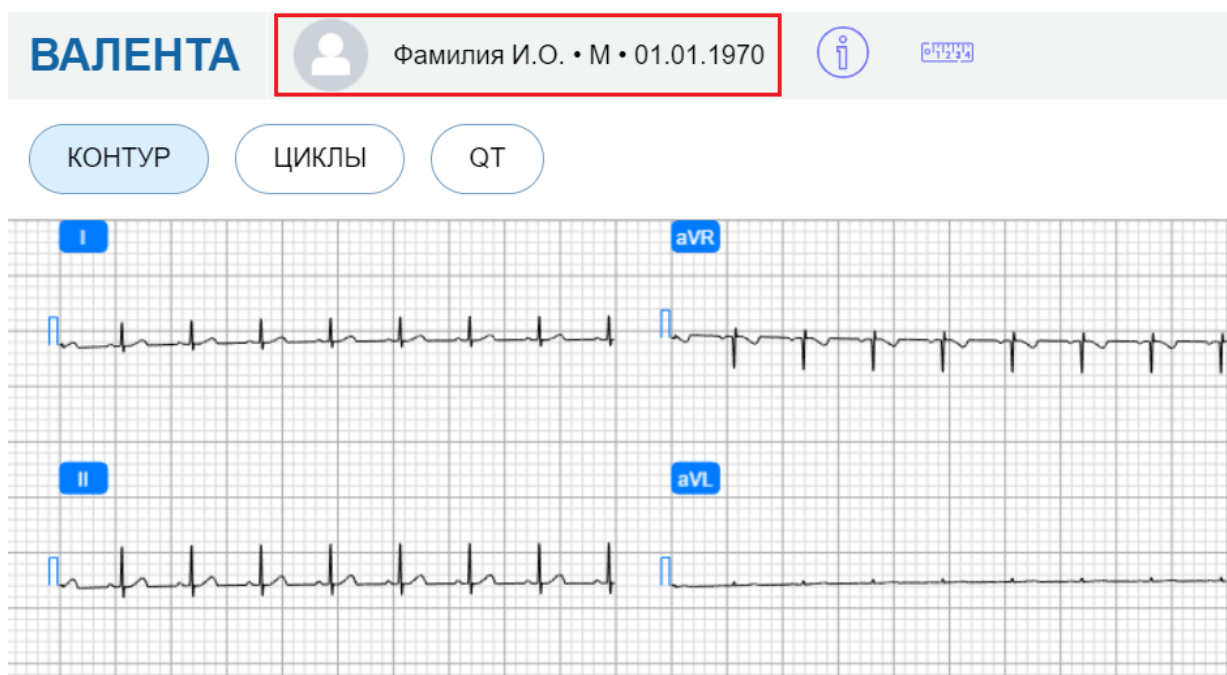 ВАЛЕНТА Фамилия И.О. • М • 01.01.1970
КОНТУР ЦИКЛЫ QT
I aVR
II aVL